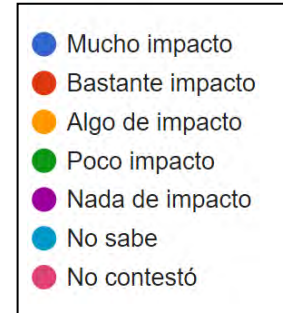 Mucho impacto
Bastante impacto
Algo de impacto
Poco impacto
Nada de impacto
No sabe
No contestó